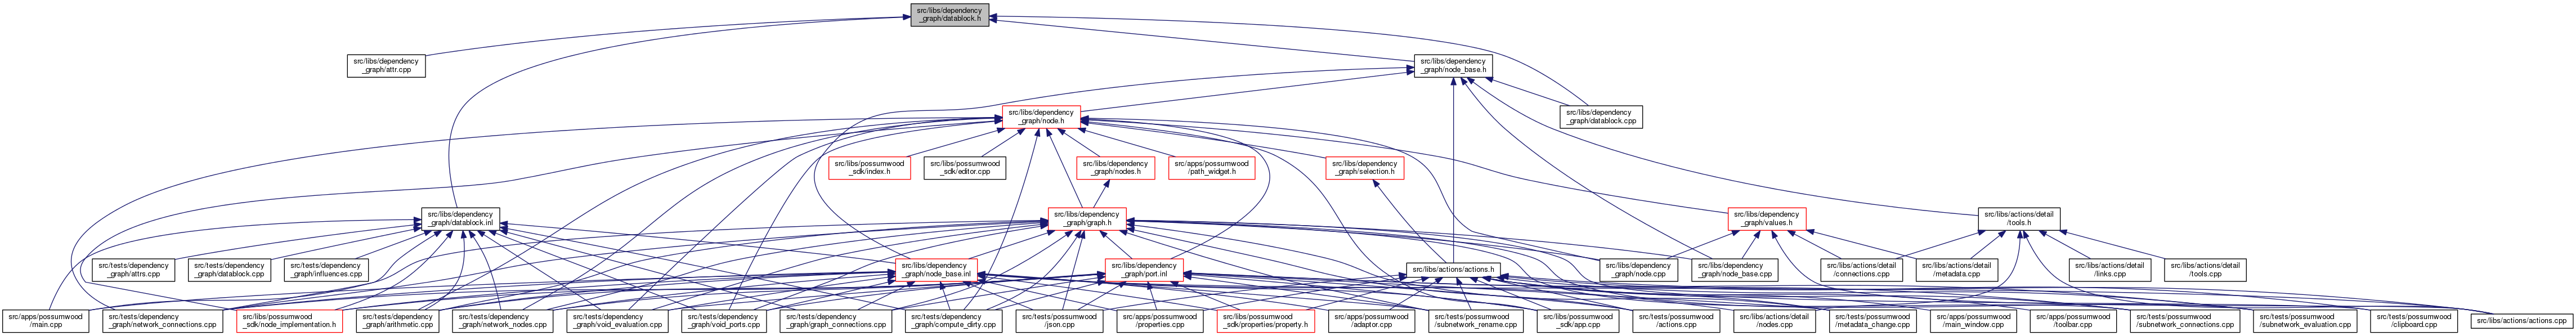 src/libs/dependency
_graph/datablock.h
src/libs/dependency
_graph/attr.cpp
src/libs/dependency
_graph/node_base.h
src/libs/dependency
_graph/node.h
src/libs/dependency
_graph/datablock.cpp
src/libs/possumwood
_sdk/index.h
src/libs/possumwood
_sdk/editor.cpp
src/libs/dependency
_graph/nodes.h
src/apps/possumwood
/path_widget.h
src/libs/dependency
_graph/selection.h
src/libs/dependency
_graph/datablock.inl
src/libs/dependency
_graph/graph.h
src/libs/dependency
_graph/values.h
src/libs/actions/detail
/tools.h
src/tests/dependency
_graph/attrs.cpp
src/tests/dependency
_graph/datablock.cpp
src/tests/dependency
_graph/influences.cpp
src/libs/dependency
_graph/node_base.inl
src/libs/dependency
_graph/port.inl
src/libs/actions/actions.h
src/libs/dependency
_graph/node.cpp
src/libs/dependency
_graph/node_base.cpp
src/libs/actions/detail
/connections.cpp
src/libs/actions/detail
/metadata.cpp
src/libs/actions/detail
/links.cpp
src/libs/actions/detail
/tools.cpp
src/apps/possumwood
/main.cpp
src/tests/dependency
_graph/network_connections.cpp
src/libs/possumwood
_sdk/node_implementation.h
src/tests/dependency
_graph/arithmetic.cpp
src/tests/dependency
_graph/network_nodes.cpp
src/tests/dependency
_graph/void_evaluation.cpp
src/tests/dependency
_graph/void_ports.cpp
src/tests/dependency
_graph/graph_connections.cpp
src/tests/dependency
_graph/compute_dirty.cpp
src/tests/possumwood
/json.cpp
src/apps/possumwood
/properties.cpp
src/libs/possumwood
_sdk/properties/property.h
src/apps/possumwood
/adaptor.cpp
src/tests/possumwood
/subnetwork_rename.cpp
src/libs/possumwood
_sdk/app.cpp
src/tests/possumwood
/actions.cpp
src/libs/actions/detail
/nodes.cpp
src/tests/possumwood
/metadata_change.cpp
src/apps/possumwood
/main_window.cpp
src/apps/possumwood
/toolbar.cpp
src/tests/possumwood
/subnetwork_connections.cpp
src/tests/possumwood
/subnetwork_evaluation.cpp
src/tests/possumwood
/clipboard.cpp
src/libs/actions/actions.cpp